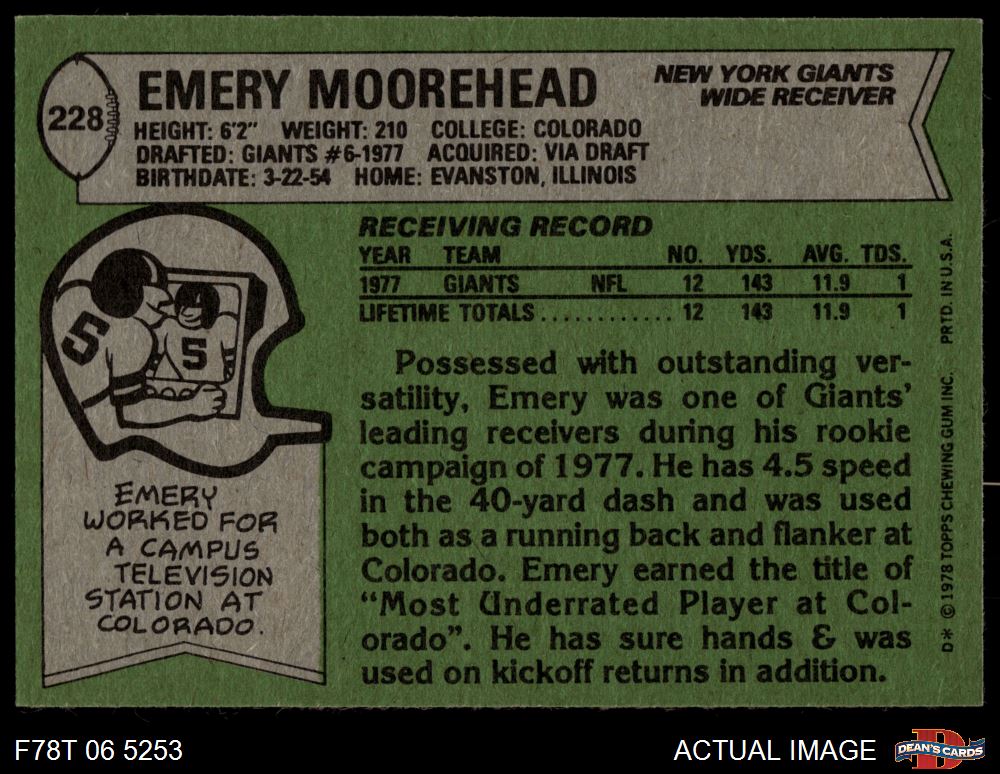 228
EMERY MOOREHEAD
NEW YORK GIANTS
WIDE RECEIVER
HEIGHT: 6'2" WEIGHT: 210 COLLEGE: COLORADO
DRAFTED: GIANTS #6-1977 ACQUIRED: VIA DRAFT
BIRTHDATE: 3-22-54 HOME: EVANSTON, ILLINOIS
RECEIVING RECORD
YEAR TEAM NO. YDS. AVG. TDS.
1977 GIANTS NFL 12 143 11.9 1
LIFETIME TOTALS............ 12 143 11.9 1
5
5
EMERY
WORKED FOR
A CAMPUS
TELEVISION
STATION AT
COLORADO.
Possessed with outstanding ver-
satility, Emery was one of Giants'
leading receivers during his rookie
campaign of 1977. He has 4.5 speed
in the 40-yard dash and was used
both as a running back and flanker at
Colorado. Emery earned the title of
"Most Underrated Player at Col-
orado". He has sure hands & was
used on kickoff returns in addition.
D* © 1978 TOPPS CHEWING GUM INC. PRTD. IN U.S.A.
F78T 06 5253
ACTUAL IMAGE
D
DEAN'S CARDS